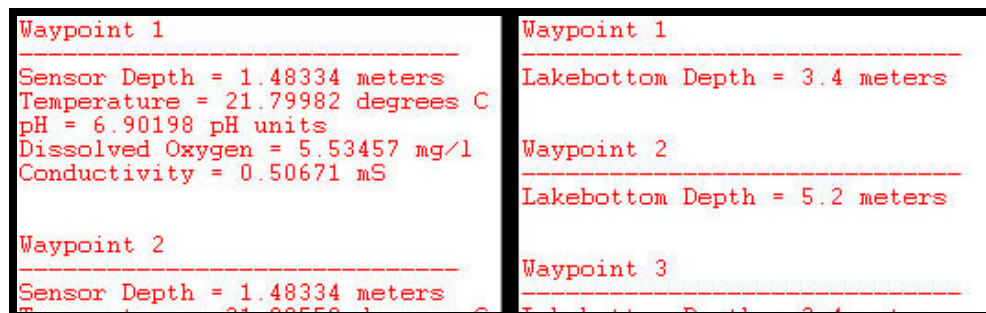 Waypoint 1
------------------------------
Sensor Depth = 1.48334 meters
Temperature = 21.79982 degrees C
pH = 6.90198 pH units
Dissolved Oxygen = 5.53457 mg/l
Conductivity = 0.50671 mS
Waypoint 2
------------------------------
Sensor Depth = 1.48334 meters
Waypoint 1
------------------------------
Lakebottom Depth = 3.4 meters
Waypoint 2
------------------------------
Lakebottom Depth = 5.2 meters
Waypoint 3
------------------------------